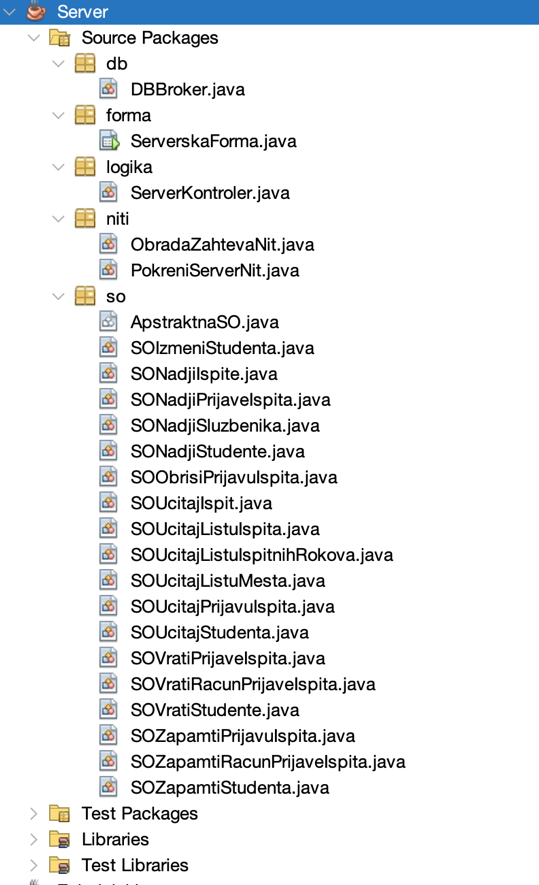 Server
Source Packages
db
DBBroker.java
forma
ServerskaForma.java
logika
ServerKontroler.java
niti
ObradaZahtevaNit.java
PokreniServerNit.java
so
ApstraktnaSO.java
SOIzmeniStudenta.java
SONadjiIspite.java
SONadjiPrijaveIspita.java
SONadjiSluzbenika.java
SONadjiStudente.java
SOObrisiPrijavuIspita.java
SOUcitajIspit.java
SOUcitajListuIspita.java
SOUcitajListuIspitnihRokova.java
SOUcitajListuMesta.java
SOUcitajPrijavuIspita.java
SOUcitajStudenta.java
SOVratiPrijaveIspita.java
SOVratiRacunPrijaveIspita.java
SOVratiStudente.java
SOZapamtiPrijavuIspita.java
SOZapamtiRacunPrijaveIspita.java
SOZapamtiStudenta.java
Test Packages
Libraries
Test Libraries